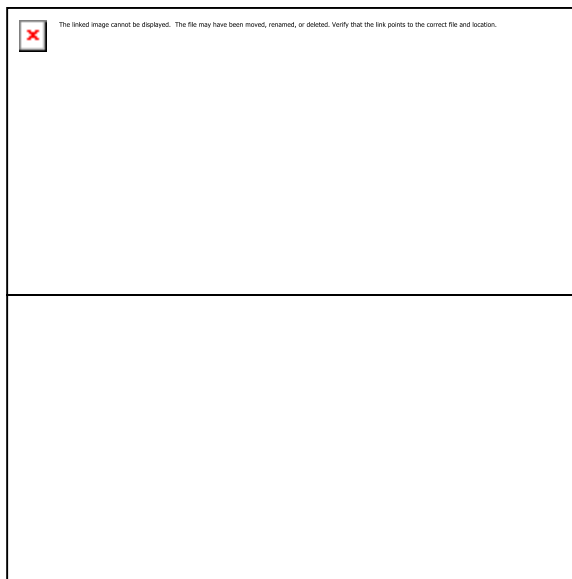 The linked image cannot be displayed. The file may have been moved, renamed, or deleted. Verify that the link points to the correct file and location.